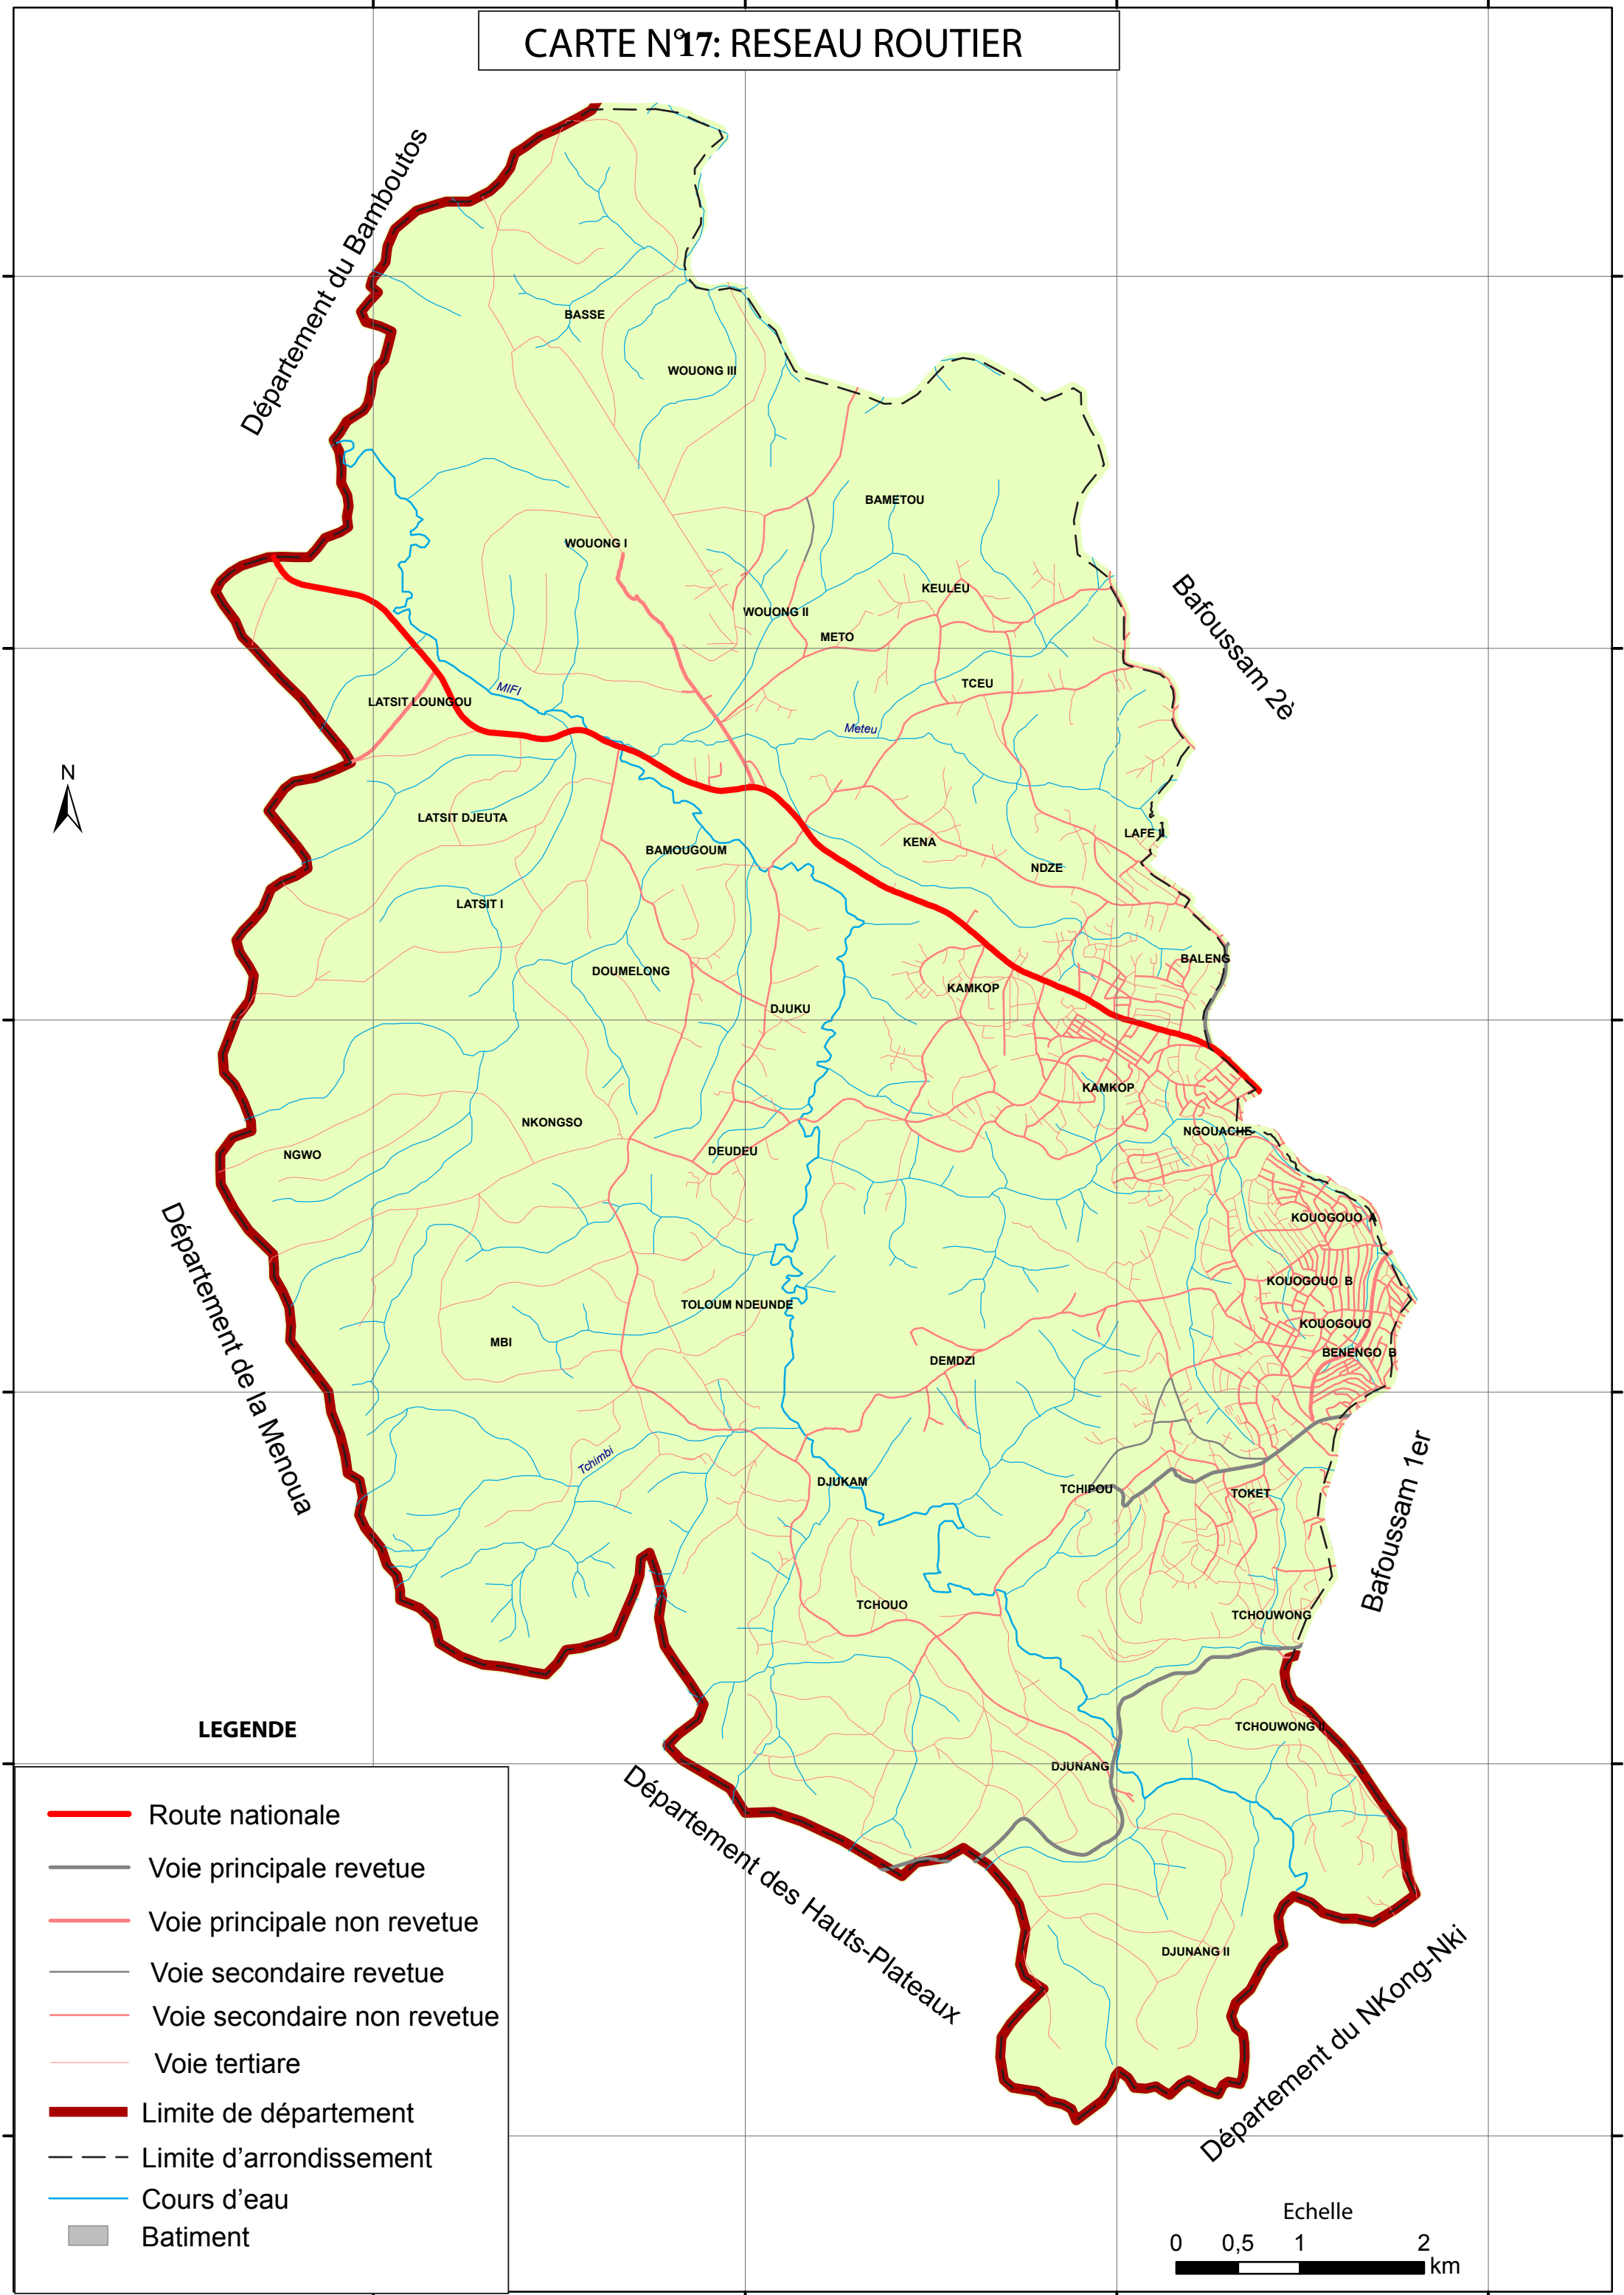 CARTE N°17: RESEAU ROUTIER
Département du Bamboutos
BASSE
WOUONG III
BAMETOU
WOUONG I
KEULEU
WOUONG II
METO
Bafoussam 2è
TCEU
MIFI
LATSIT LOUNGOU
Meteu
N
LATSIT DJEUTA
LAFE II
KENA
BAMOUGOUM
NDZE
LATSIT I
BALENG
DOUMELONG
KAMKOP
DJUKU
KAMKOP
NKONGSO
NGOUACHE
DEUDEU
NGWO
KOUOGOUO A
Département de la Menoua
KOUOGOUO B
TOLOUM NDEUNDE
KOUOGOUO
MBI
BENENGO B
DEMDZI
Tchimbi
DJUKAM
TCHIPOU
TOKET
Bafoussam 1er
TCHOUO
TCHOUWONG
TCHOUWONG II
DJUNANG
Département des Hauts-Plateaux
DJUNANG II
Département du NKong-Nki
LEGENDE
Route nationale
Voie principale revetue
Voie principale non revetue
Voie secondaire revetue
Voie secondaire non revetue
Voie tertiare
Limite de département
Limite d'arrondissement
Cours d'eau
Batiment
Echelle
0 0,5 1 2
km